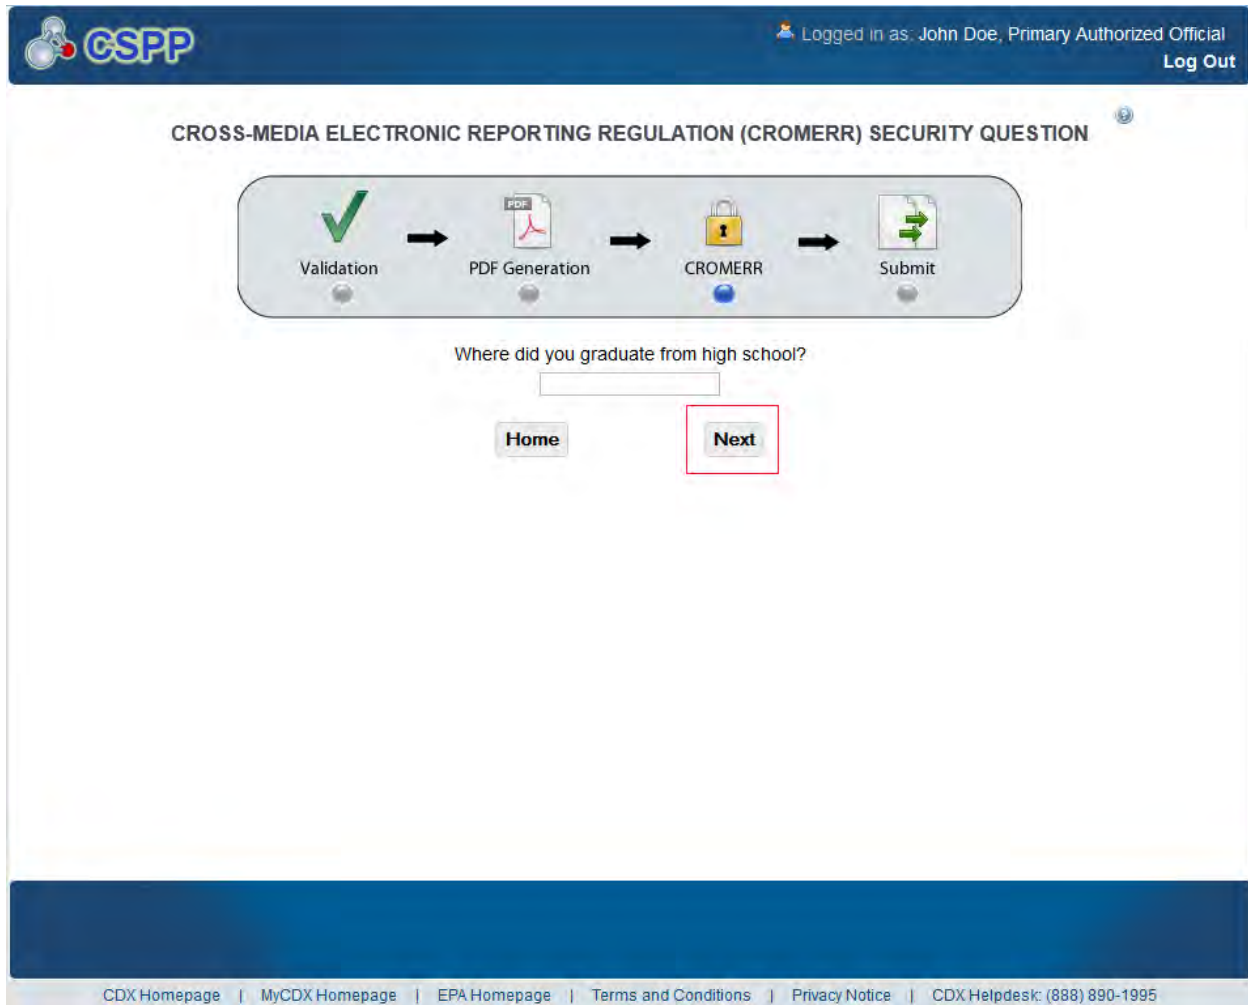 CSPP
Logged in as: John Doe, Primary Authorized Official
Log Out
CROSS-MEDIA ELECTRONIC REPORTING REGULATION (CROMERR) SECURITY QUESTION
PDF
Validation PDF Generation CROMERR Submit
Where did you graduate from high school?
Home Next
CDX Homepage | MyCDX Homepage | EPA Homepage | Terms and Conditions | Privacy Notice | CDX Helpdesk: (888) 890-1995